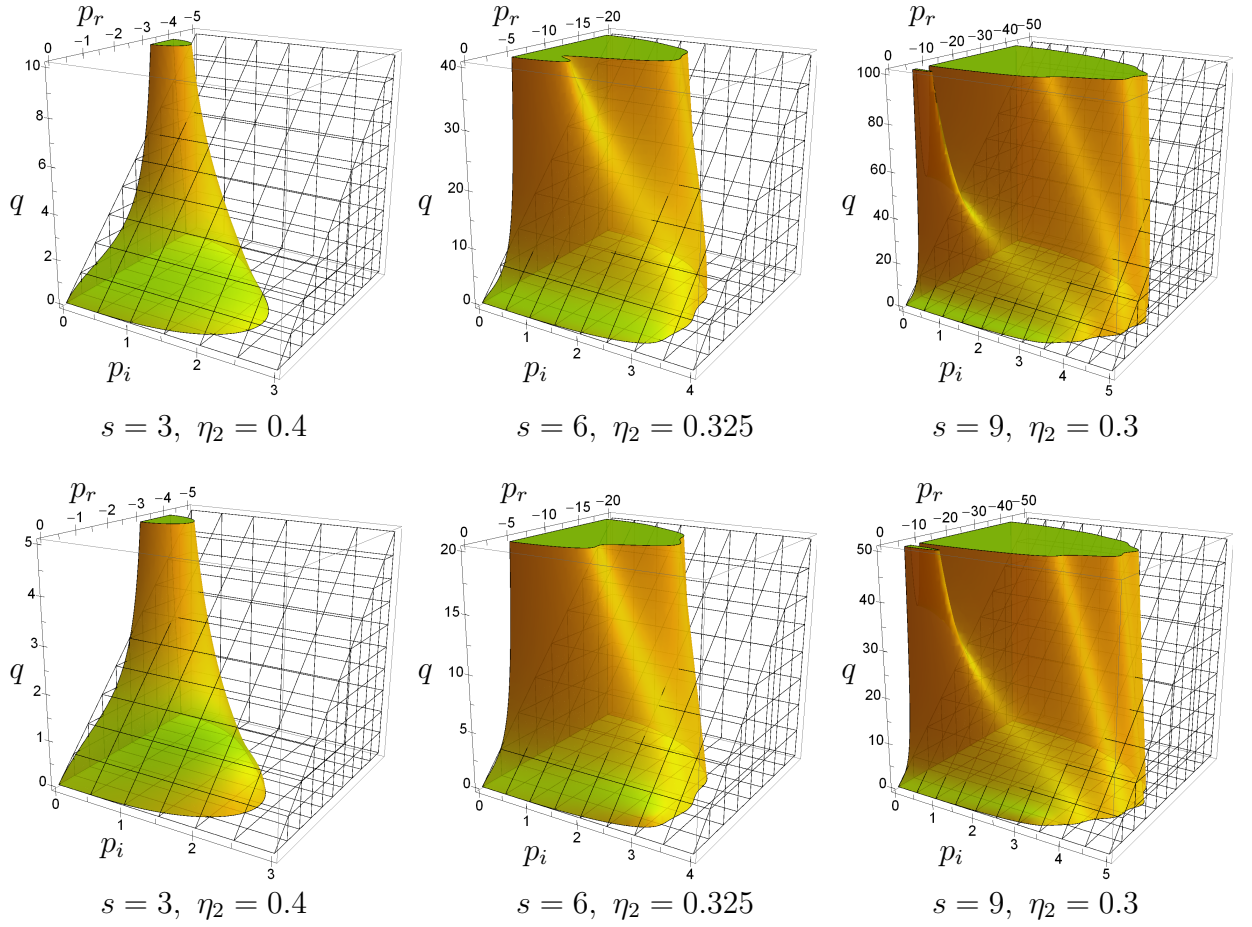 p_r
0 −1 −2 −3 −4 −5
10
8
6
4
2
0
q
0 1 2 3
p_i
s = 3, η_2 = 0.4
p_r
0 −5 −10 −15 −20
40
30
20
10
0
q
0 1 2 3 4
p_i
s = 6, η_2 = 0.325
p_r
0 −10 −20 −30 −40 −50
100
80
60
40
20
0
q
0 1 2 3 4 5
p_i
s = 9, η_2 = 0.3
p_r
0 −1 −2 −3 −4 −5
5
4
3
2
1
0
q
0 1 2 3
p_i
s = 3, η_2 = 0.4
p_r
0 −5 −10 −15 −20
20
15
10
5
0
q
0 1 2 3 4
p_i
s = 6, η_2 = 0.325
p_r
0 −10 −20 −30 −40 −50
50
40
30
20
10
0
q
0 1 2 3 4 5
p_i
s = 9, η_2 = 0.3